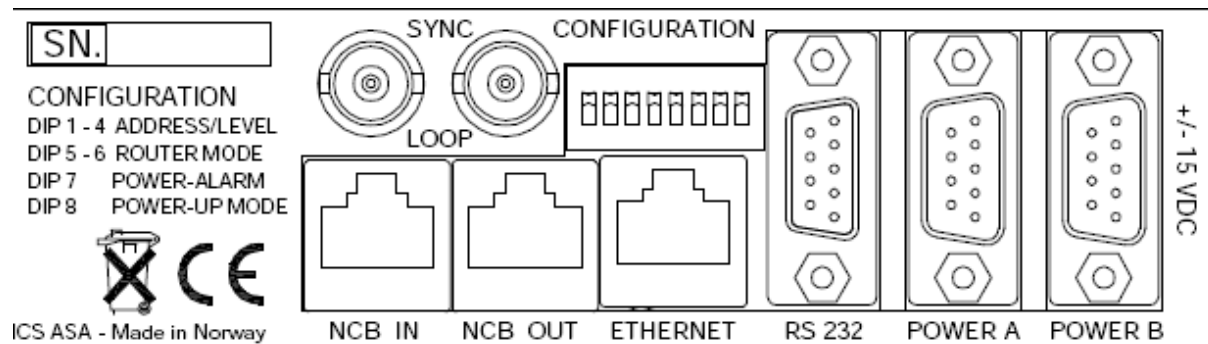 SN.
CONFIGURATION
DIP 1 - 4 ADDRESS/LEVEL
DIP 5 - 6 ROUTER MODE
DIP 7 POWER-ALARM
DIP 8 POWER-UP MODE
CE
ICS ASA - Made in Norway
SYNC
LOOP
CONFIGURATION
NCB IN
NCB OUT
ETHERNET
RS 232
POWER A
POWER B
+/- 15 VDC